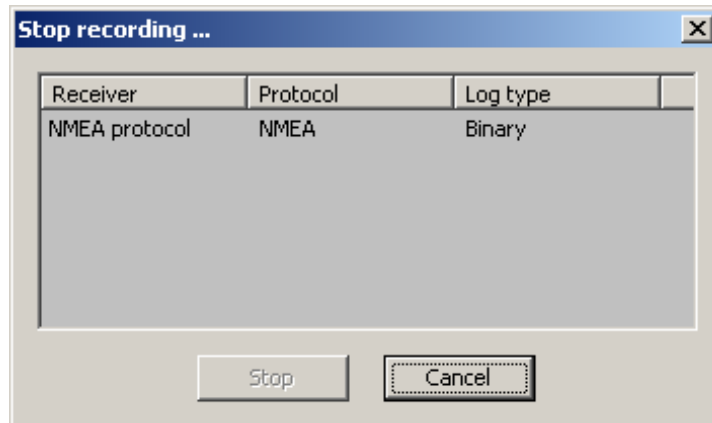 Stop recording ...
Receiver Protocol Log type
NMEA protocol NMEA Binary
Stop Cancel